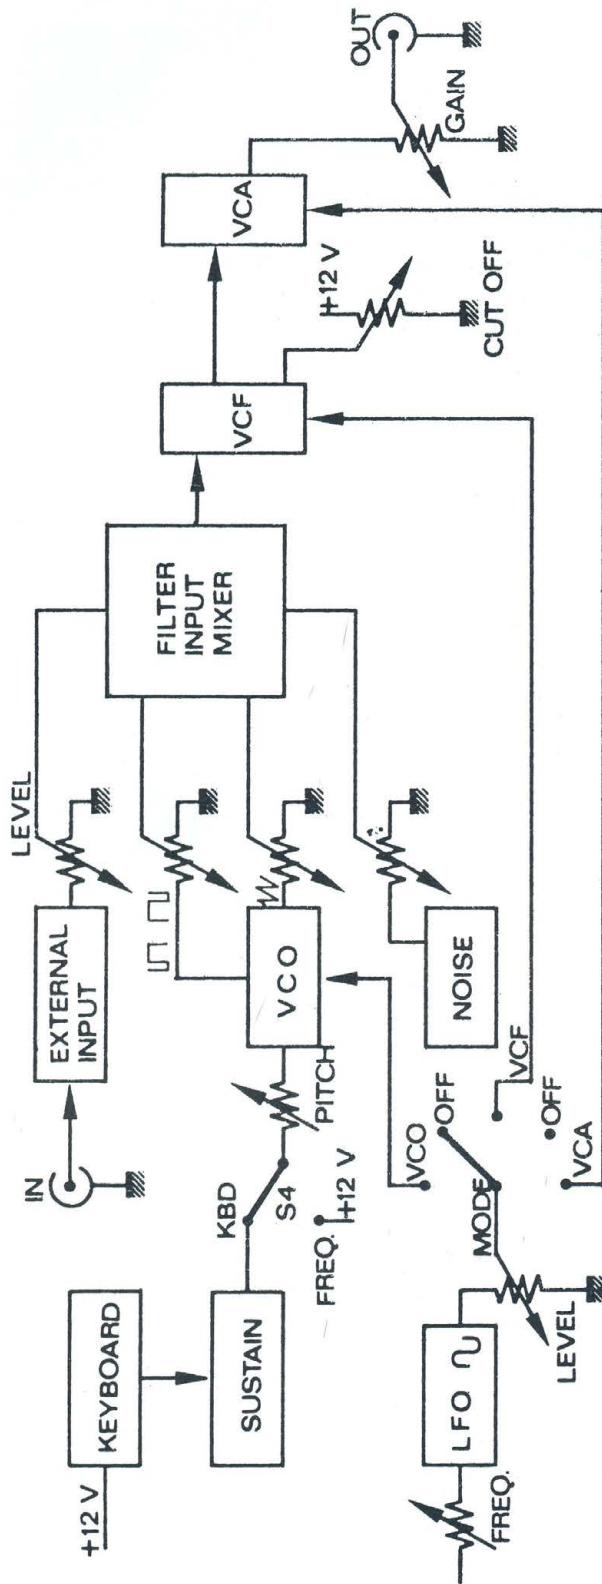 +12 V
KEYBOARD
SUSTAIN
KBD
S4
FREQ.
+12 V
PITCH
IN
EXTERNAL
INPUT
LEVEL
VCO
NOISE
FILTER
INPUT
MIXER
VCF
+12 V
CUT OFF
VCA
GAIN
OUT
FREQ.
LFO
LEVEL
MODE
VCO
OFF
VCF
OFF
VCA